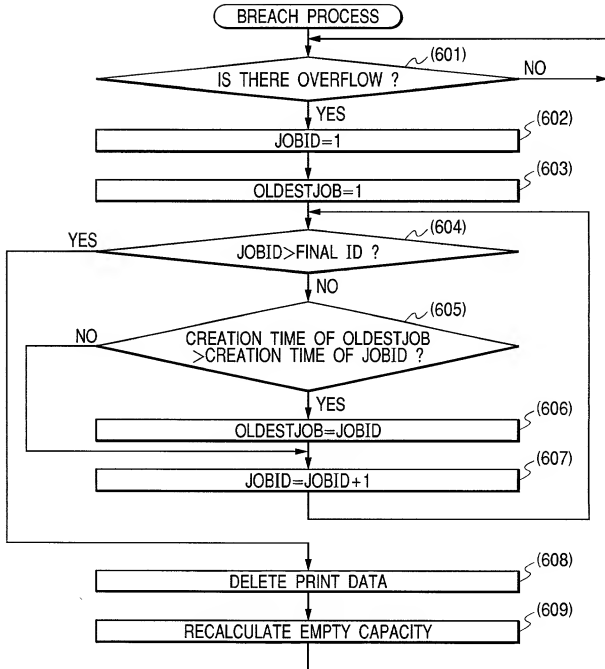 BREACH PROCESS
(601)
IS THERE OVERFLOW ?
NO
YES
(602)
JOBID=1
(603)
OLDESTJOB=1
(604)
YES
JOBID>FINAL ID ?
NO
(605)
NO
CREATION TIME OF OLDESTJOB
>CREATION TIME OF JOBID ?
YES
(606)
OLDESTJOB=JOBID
(607)
JOBID=JOBID+1
(608)
DELETE PRINT DATA
(609)
RECALCULATE EMPTY CAPACITY